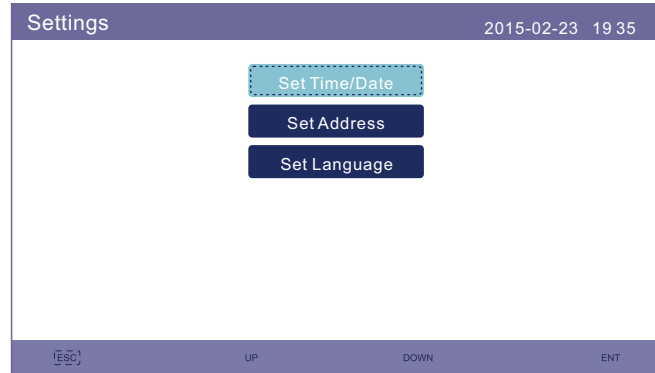 Settings 2015-02-23 19 35
Set Time/Date
Set Address
Set Language
ESC UP DOWN ENT